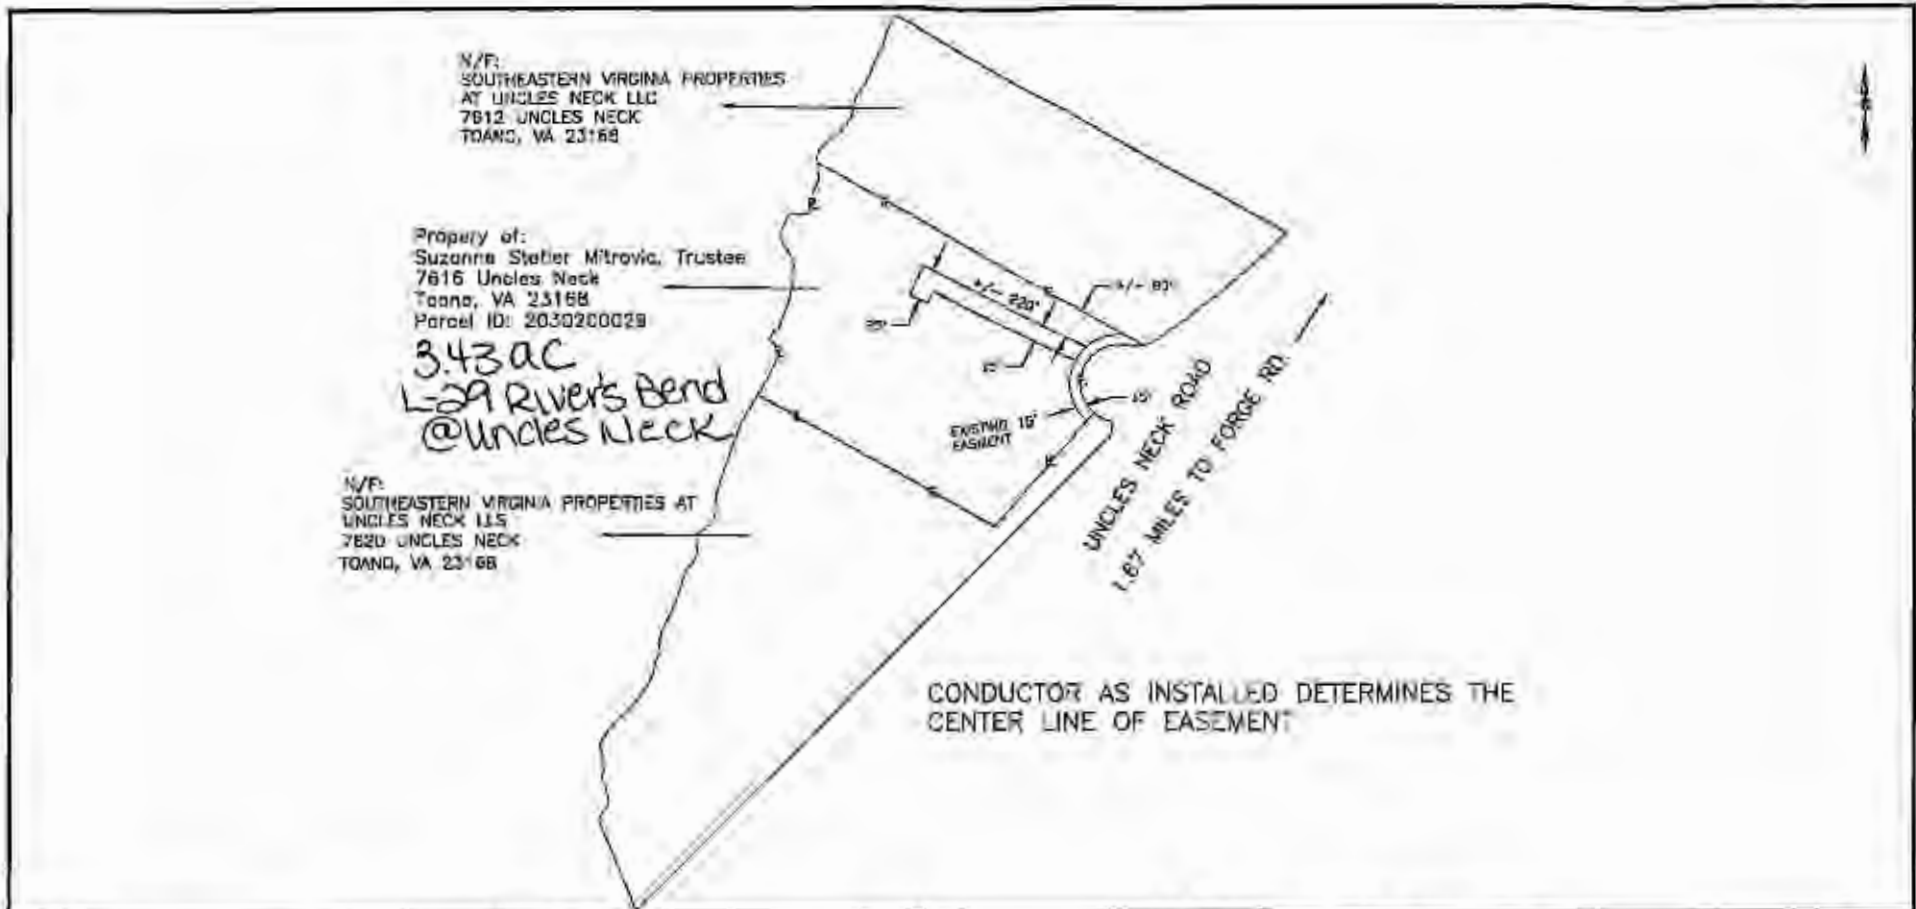 N/F:
SOUTHEASTERN VIRGINIA PROPERTIES
AT UNCLES NECK LLC
7612 UNCLES NECK
TOANO, VA 23168
Propery of:
Suzanne Statler Mitrovic, Trustee
7616 Uncles Neck
Toano, VA 23168
Parcel ID: 2030200029
3.43 ac
L-29 River's Bend
@Uncles Neck
N/F:
SOUTHEASTERN VIRGINIA PROPERTIES AT
UNCLES NECK LLS
7620 UNCLES NECK
TOANO, VA 23168
+/- 220'
15'
EXISTING 15'
EASMENT
UNCLES NECK ROAD
1.67 MILES TO FORGE RD.
CONDUCTOR AS INSTALLED DETERMINES THE
CENTER LINE OF EASEMENT